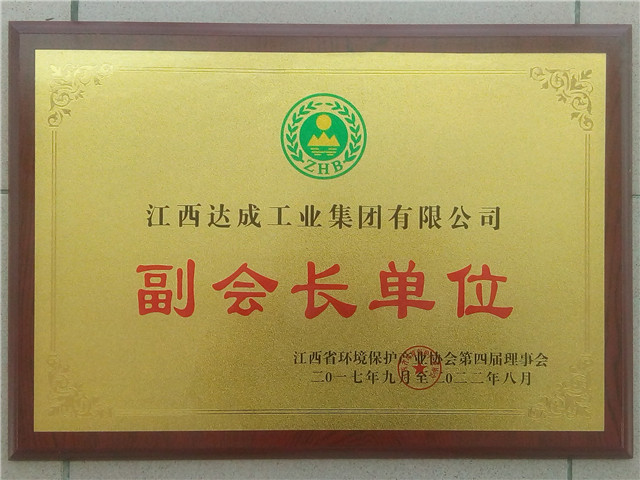 ZHB
江西达成工业集团有限公司
副会长单位
江西省环境保护产业协会第四届理事会
二0一七年九月至二0二二年八月